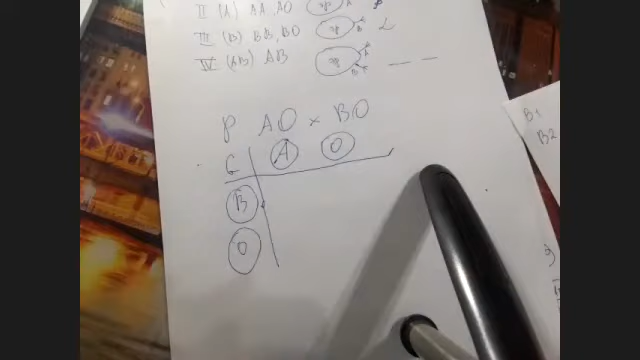 II (A) AA, AO
III (B) BB, BO
IV (AB) AB
P AO × BO
G A O
B
O
B1
B2